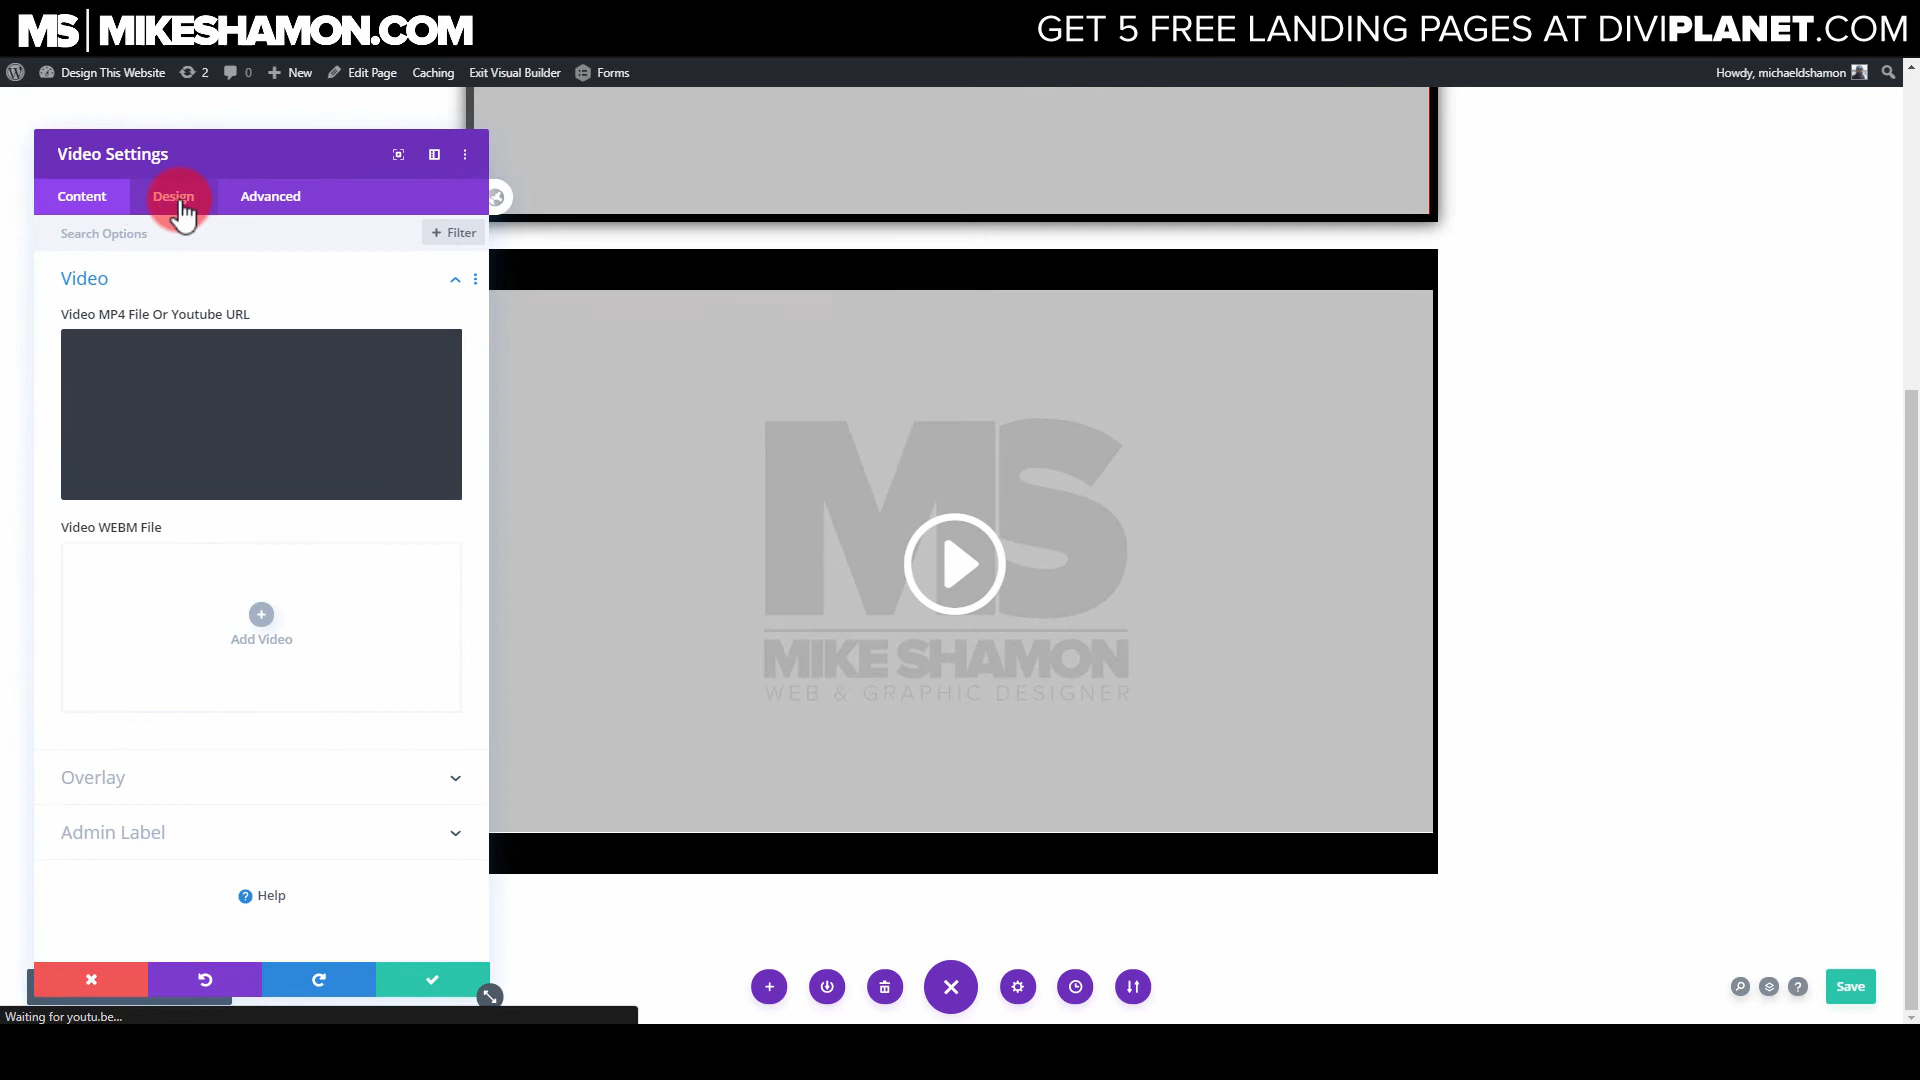 MS | MIKESHAMON.COM
GET 5 FREE LANDING PAGES AT DIVIPLANET.COM
Design This Website 2 0 New Edit Page Caching Exit Visual Builder Forms
Howdy, michaeldshamon
Video Settings
Content Design Advanced
Search Options
+ Filter
Video
Video MP4 File Or Youtube URL
Video WEBM File
Add Video
Overlay
Admin Label
? Help
MS
MIKE SHAMON
WEB & GRAPHIC DESIGNER
Save
Waiting for youtu.be...